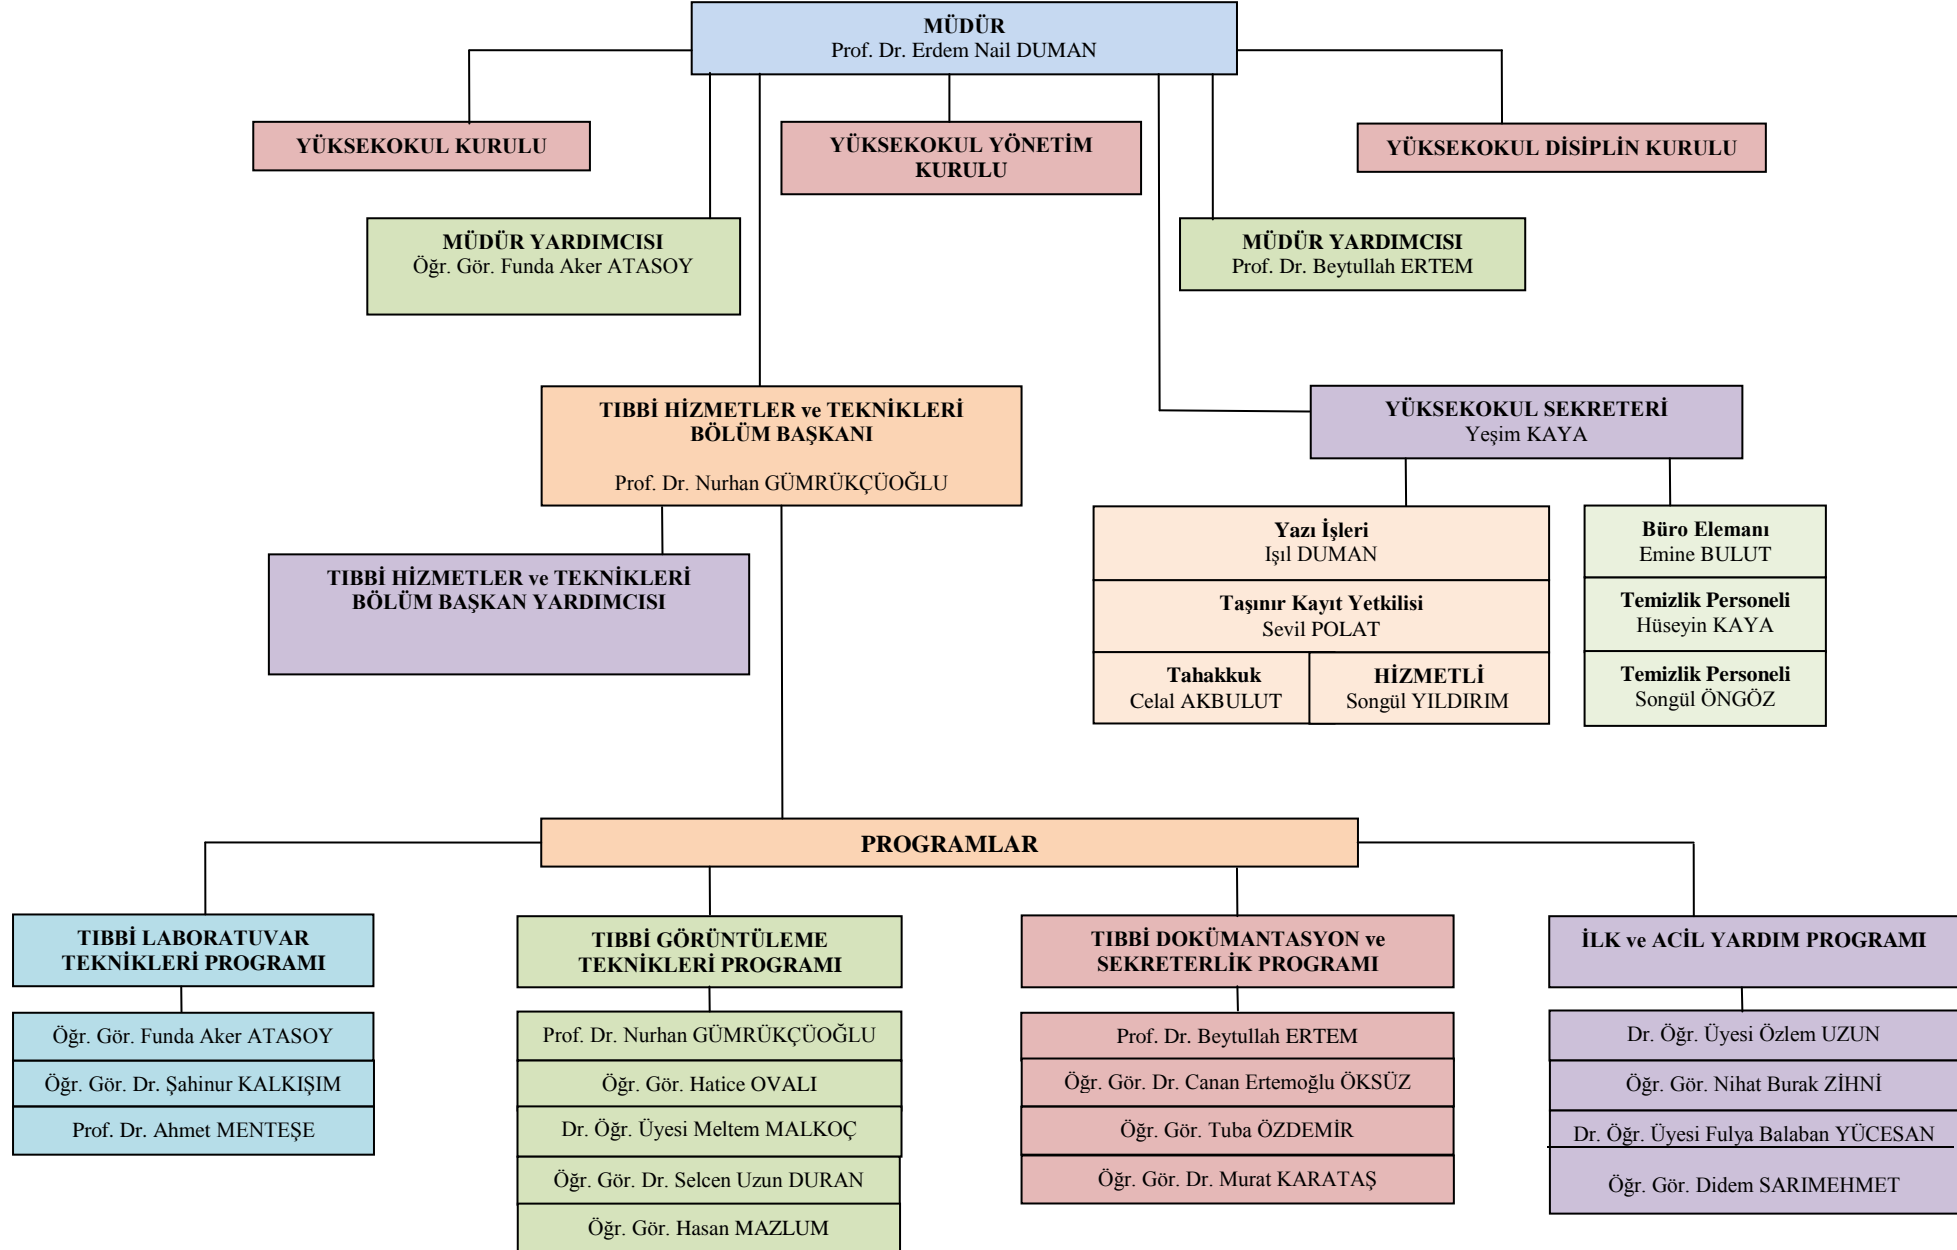 MÜDÜR
Prof. Dr. Erdem Nail DUMAN
YÜKSEKOKUL KURULU
YÜKSEKOKUL YÖNETİM
KURULU
YÜKSEKOKUL DİSİPLİN KURULU
MÜDÜR YARDIMCISI
Öğr. Gör. Funda Aker ATASOY
MÜDÜR YARDIMCISI
Prof. Dr. Beytullah ERTEM
TIBBİ HİZMETLER ve TEKNİKLERİ
BÖLÜM BAŞKANI
Prof. Dr. Nurhan GÜMRÜKÇÜOĞLU
YÜKSEKOKUL SEKRETERİ
Yeşim KAYA
TIBBİ HİZMETLER ve TEKNİKLERİ
BÖLÜM BAŞKAN YARDIMCISI
Yazı İşleri
Işıl DUMAN
Taşınır Kayıt Yetkilisi
Sevil POLAT
Tahakkuk
Celal AKBULUT
HİZMETLİ
Songül YILDIRIM
Büro Elemanı
Emine BULUT
Temizlik Personeli
Hüseyin KAYA
Temizlik Personeli
Songül ÖNGÖZ
PROGRAMLAR
TIBBİ LABORATUVAR
TEKNİKLERİ PROGRAMI
Öğr. Gör. Funda Aker ATASOY
Öğr. Gör. Dr. Şahinur KALKIŞIM
Prof. Dr. Ahmet MENTEŞE
TIBBİ GÖRÜNTÜLEME
TEKNİKLERİ PROGRAMI
Prof. Dr. Nurhan GÜMRÜKÇÜOĞLU
Öğr. Gör. Hatice OVALI
Dr. Öğr. Üyesi Meltem MALKOÇ
Öğr. Gör. Dr. Selcen Uzun DURAN
Öğr. Gör. Hasan MAZLUM
TIBBİ DOKÜMANTASYON ve
SEKRETERLİK PROGRAMI
Prof. Dr. Beytullah ERTEM
Öğr. Gör. Dr. Canan Ertemoğlu ÖKSÜZ
Öğr. Gör. Tuba ÖZDEMİR
Öğr. Gör. Dr. Murat KARATAŞ
İLK ve ACİL YARDIM PROGRAMI
Dr. Öğr. Üyesi Özlem UZUN
Öğr. Gör. Nihat Burak ZİHNİ
Dr. Öğr. Üyesi Fulya Balaban YÜCESAN
Öğr. Gör. Didem SARIMEHMET